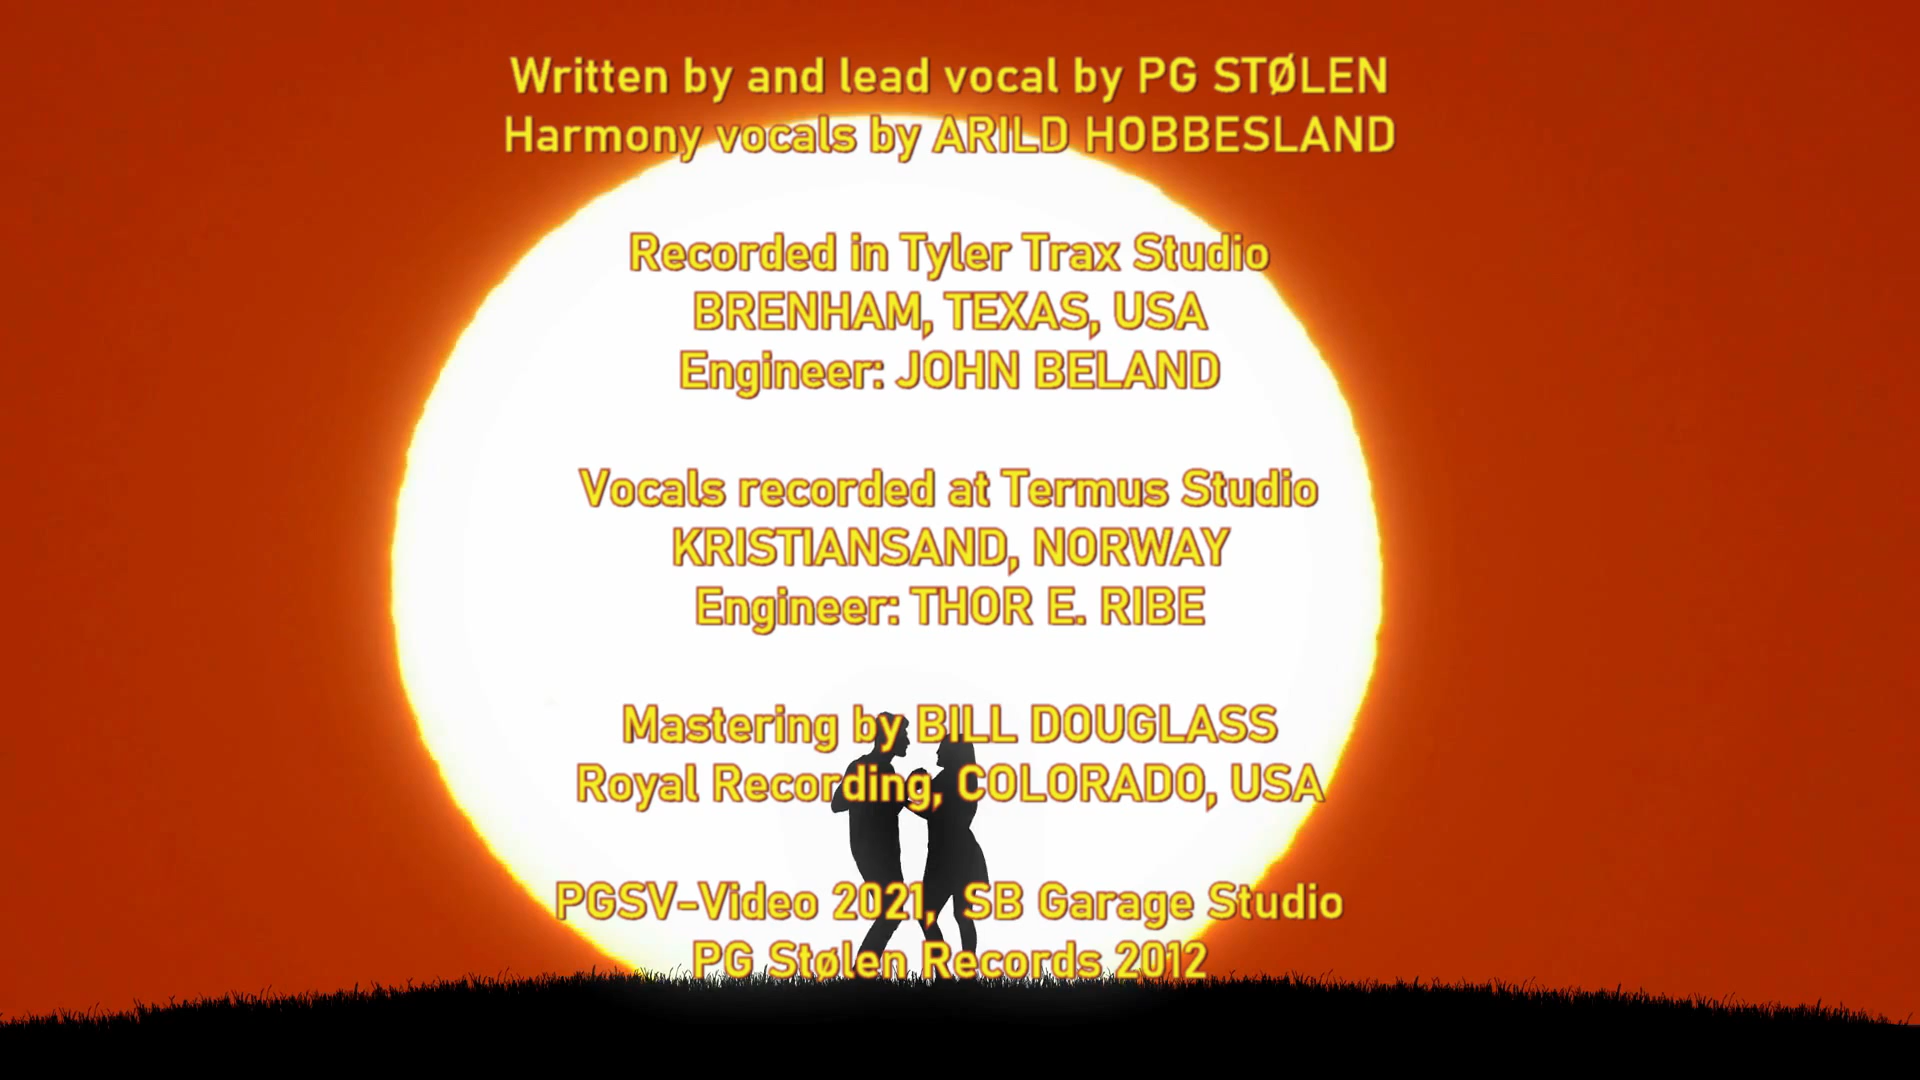 Written by and lead vocal by PG STØLEN
Harmony vocals by ARILD HOBBESLAND
Recorded in Tyler Trax Studio
BRENHAM, TEXAS, USA
Engineer: JOHN BELAND
Vocals recorded at Termus Studio
KRISTIANSAND, NORWAY
Engineer: THOR E. RIBE
Mastering by BILL DOUGLASS
Royal Recording, COLORADO, USA
PGSV-Video 2021, SB Garage Studio
PG Stølen Records 2012